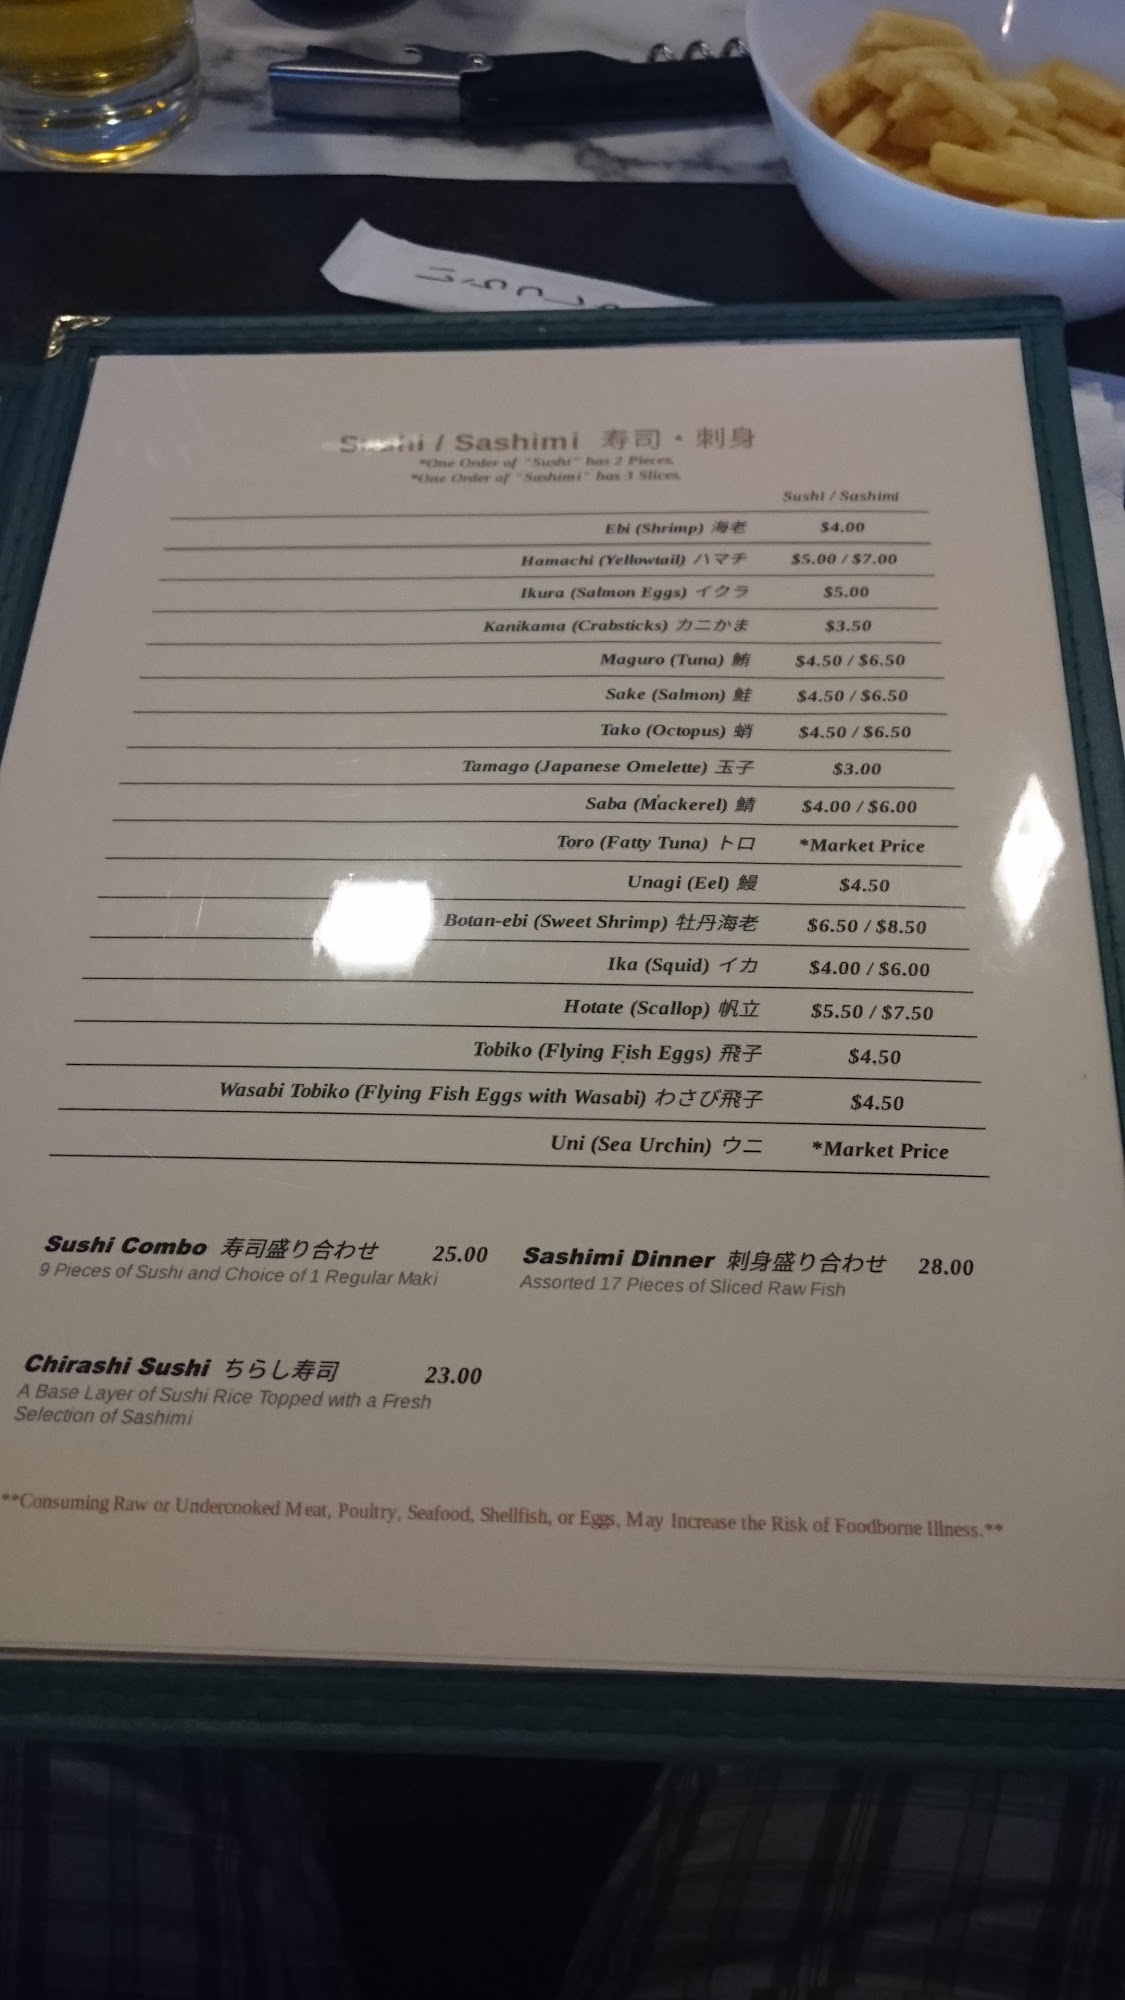 Sushi / Sashimi 寿司・刺身
*One Order of "Sushi" has 2 Pieces.
*One Order of "Sashimi" has 3 Slices.
Sushi / Sashimi
Ebi (Shrimp) 海老 $4.00
Hamachi (Yellowtail) ハマチ $5.00 / $7.00
Ikura (Salmon Eggs) イクラ $5.00
Kanikama (Crabsticks) カニかま $3.50
Maguro (Tuna) 鮪 $4.50 / $6.50
Sake (Salmon) 鮭 $4.50 / $6.50
Tako (Octopus) 蛸 $4.50 / $6.50
Tamago (Japanese Omelette) 玉子 $3.00
Saba (Mackerel) 鯖 $4.00 / $6.00
Toro (Fatty Tuna) トロ *Market Price
Unagi (Eel) 鰻 $4.50
Botan-ebi (Sweet Shrimp) 牡丹海老 $6.50 / $8.50
Ika (Squid) イカ $4.00 / $6.00
Hotate (Scallop) 帆立 $5.50 / $7.50
Tobiko (Flying Fish Eggs) 飛子 $4.50
Wasabi Tobiko (Flying Fish Eggs with Wasabi) わさび飛子 $4.50
Uni (Sea Urchin) ウニ *Market Price
Sushi Combo 寿司盛り合わせ 25.00
9 Pieces of Sushi and Choice of 1 Regular Maki
Sashimi Dinner 刺身盛り合わせ 28.00
Assorted 17 Pieces of Sliced Raw Fish
Chirashi Sushi ちらし寿司 23.00
A Base Layer of Sushi Rice Topped with a Fresh
Selection of Sashimi
**Consuming Raw or Undercooked Meat, Poultry, Seafood, Shellfish, or Eggs, May Increase the Risk of Foodborne Illness.**